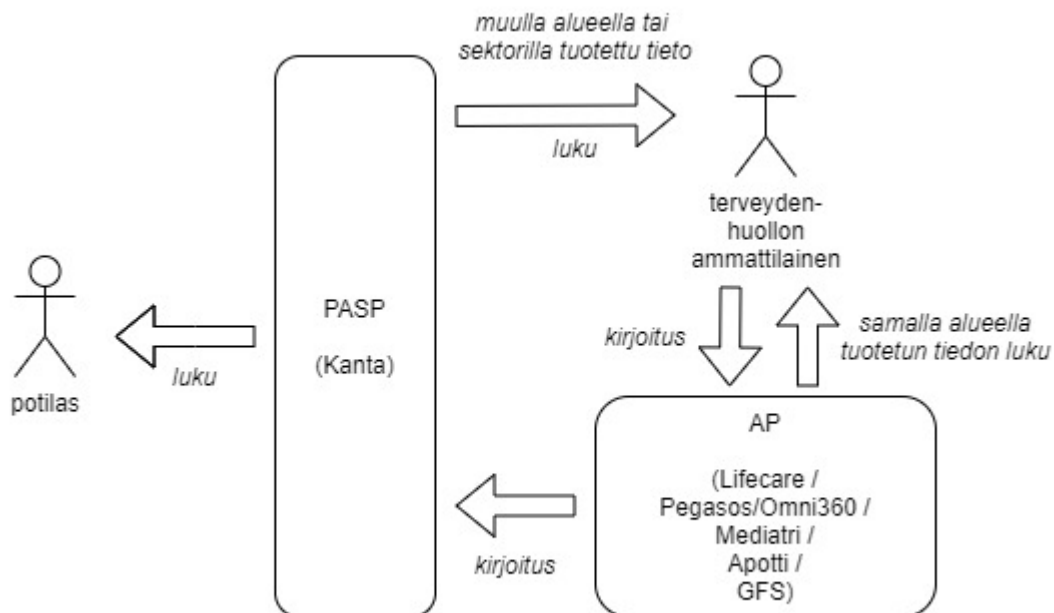 muulla alueella tai
sektorilla tuotettu tieto
luku
terveyden-
huollon
ammattilainen
PASP
(Kanta)
luku
potilas
kirjoitus
samalla alueella
tuotetun tiedon luku
AP
(Lifecare /
Pegasos/Omni360 /
Mediatri /
Apotti /
GFS)
kirjoitus